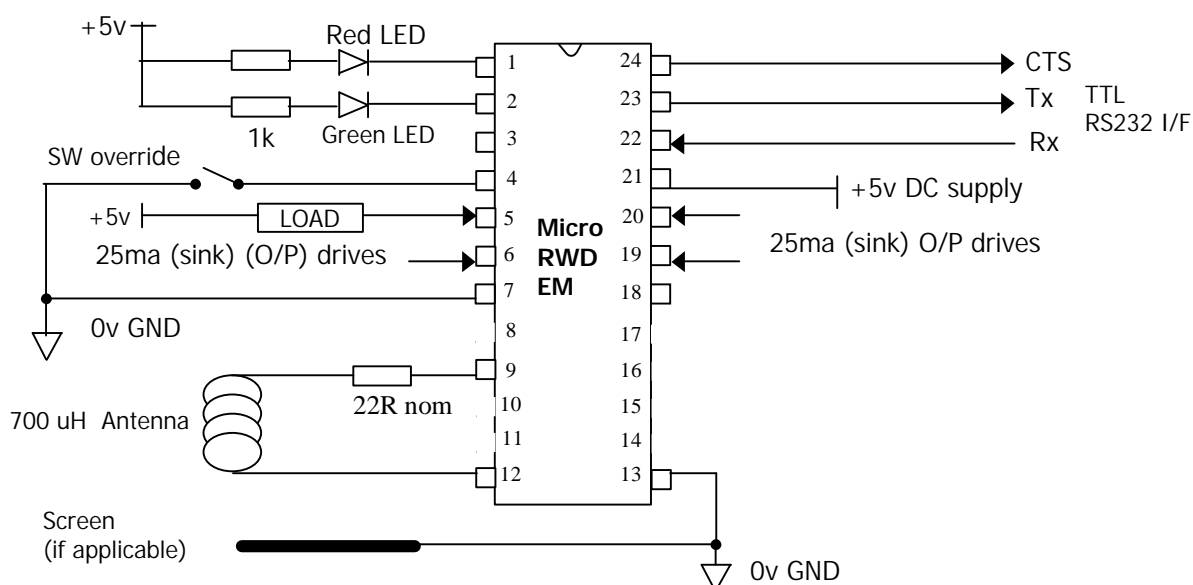 +5v
Red LED
Green LED
1k
SW override
+5v
LOAD
25ma (sink) (O/P) drives
0v GND
700 uH Antenna
22R nom
Screen
(if applicable)
1
2
3
4
5
6
7
8
9
10
11
12
Micro
RWD
EM
24
23
22
21
20
19
18
17
16
15
14
13
CTS
Tx
TTL
RS232 I/F
Rx
+5v DC supply
25ma (sink) O/P drives
0v GND